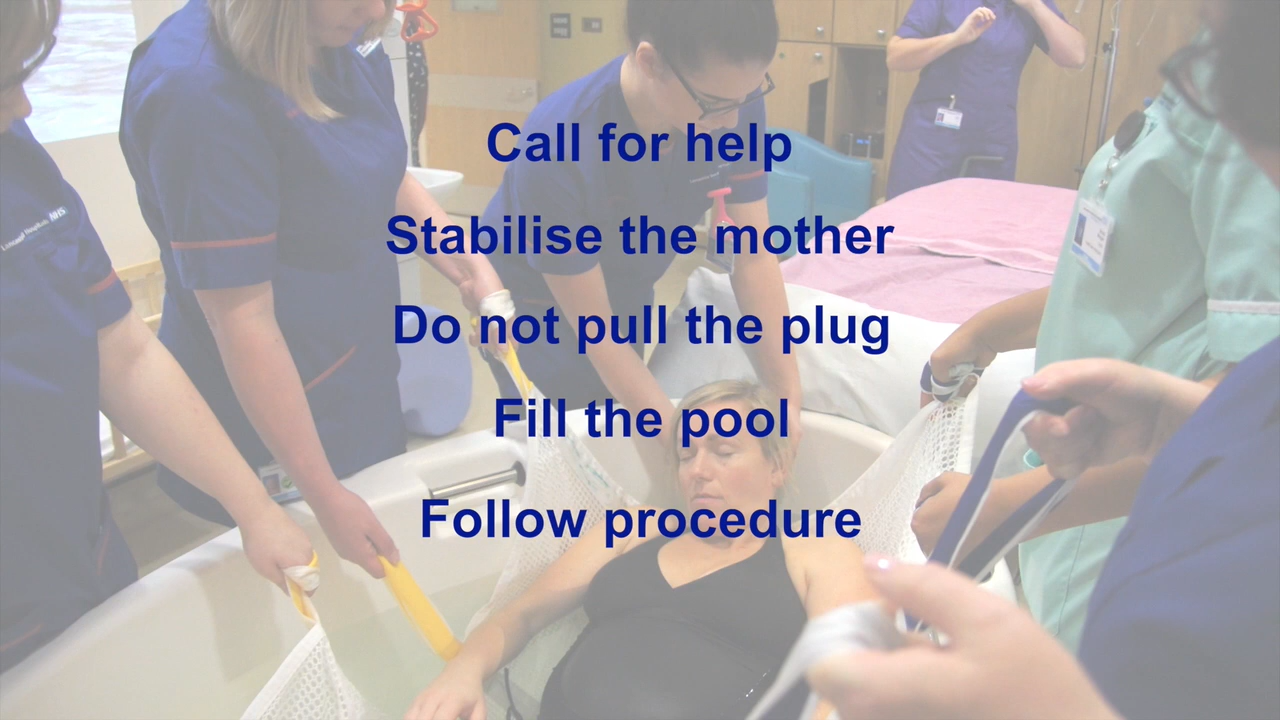 Call for help
Stabilise the mother
Do not pull the plug
Fill the pool
Follow procedure